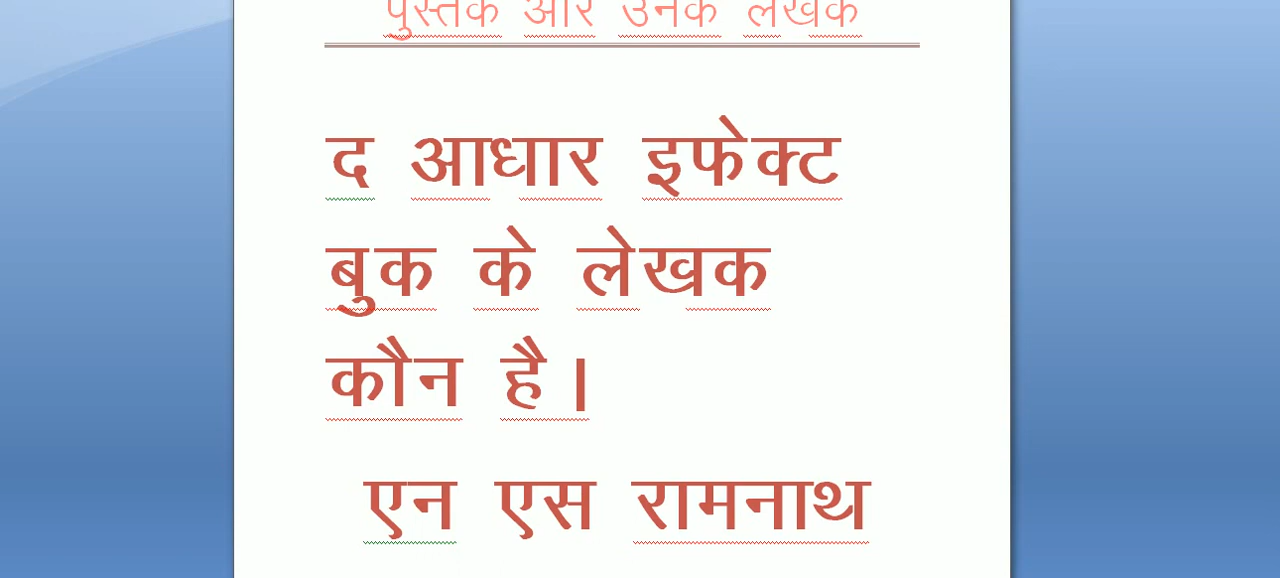 पुस्तक और उनके लेखक
द आधार इफेक्ट
बुक के लेखक
कौन है।
एन एस रामनाथ